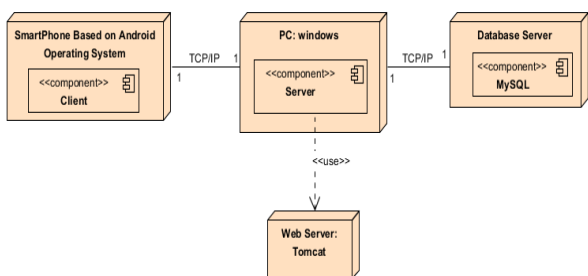 SmartPhone Based on Android
Operating System
<<component>>
Client
TCP/IP
1
1
PC: windows
<<component>>
Server
TCP/IP
1
1
Database Server
<<component>>
MySQL
<<use>>
Web Server:
Tomcat